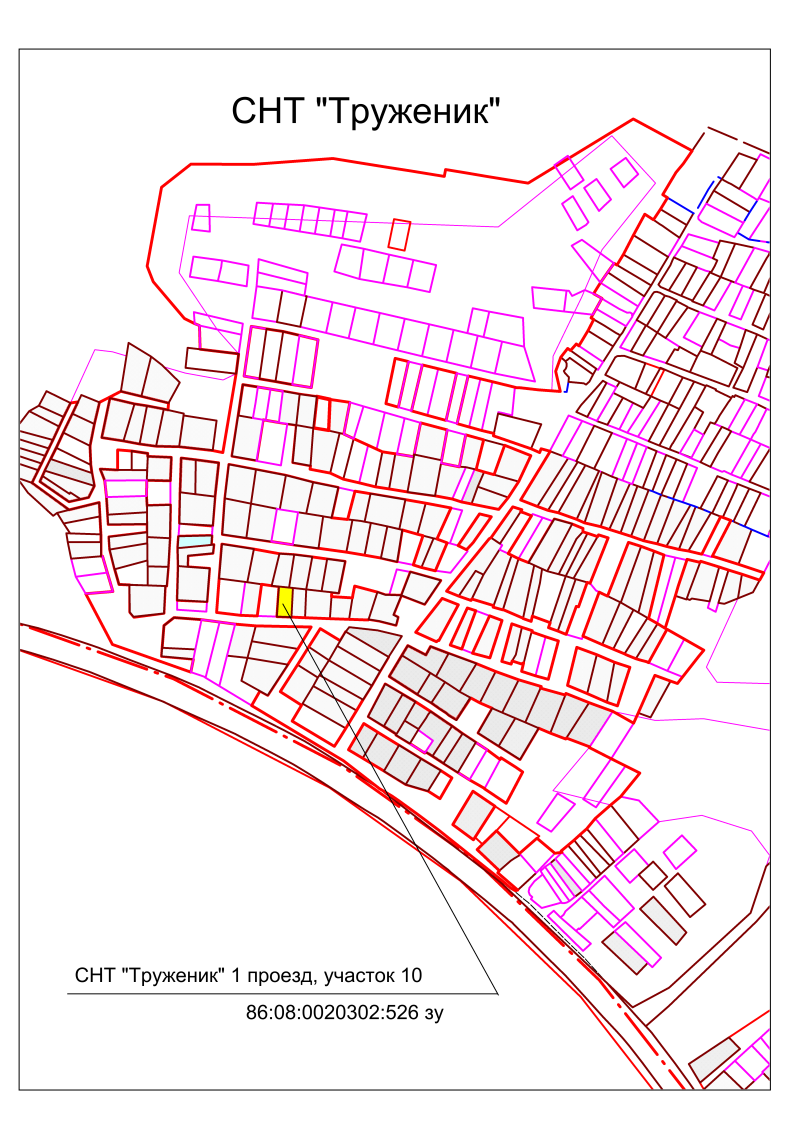 СНТ "Труженик"
СНТ "Труженик" 1 проезд, участок 10
86:08:0020302:526 зу